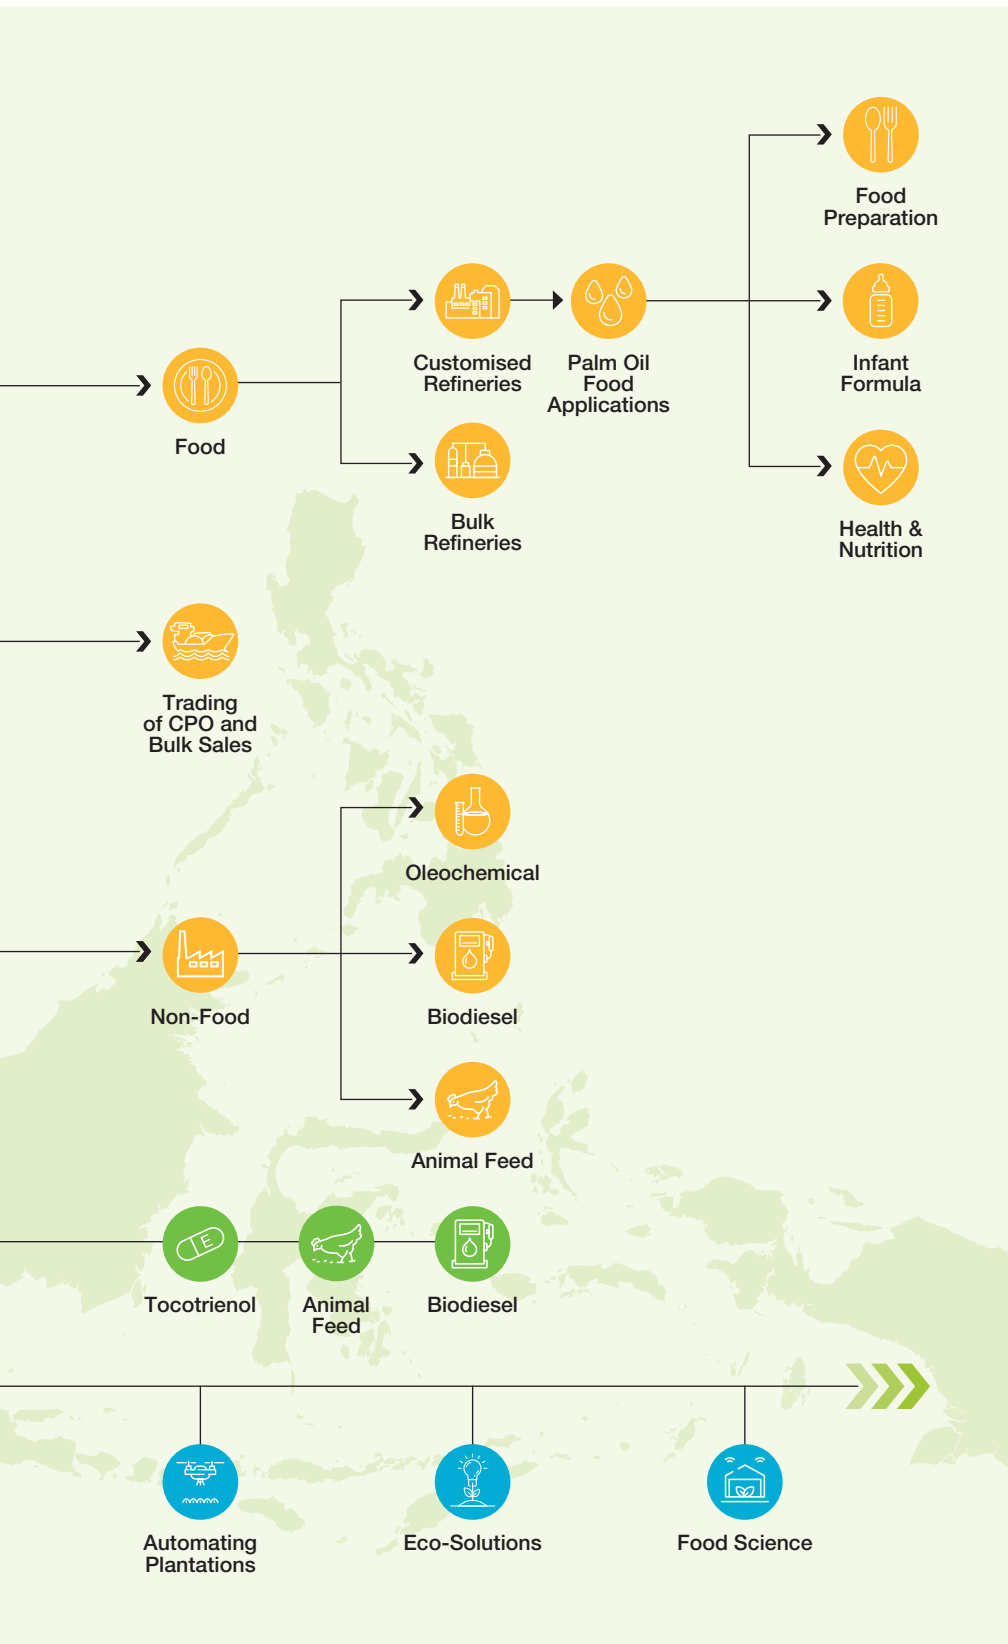 Food
Preparation
Customised
Refineries
Palm Oil
Food
Applications
Infant
Formula
Food
Bulk
Refineries
Health &
Nutrition
Trading
of CPO and
Bulk Sales
Oleochemical
Non-Food
Biodiesel
Animal Feed
E
Tocotrienol
Animal
Feed
Biodiesel
Automating
Plantations
Eco-Solutions
Food Science